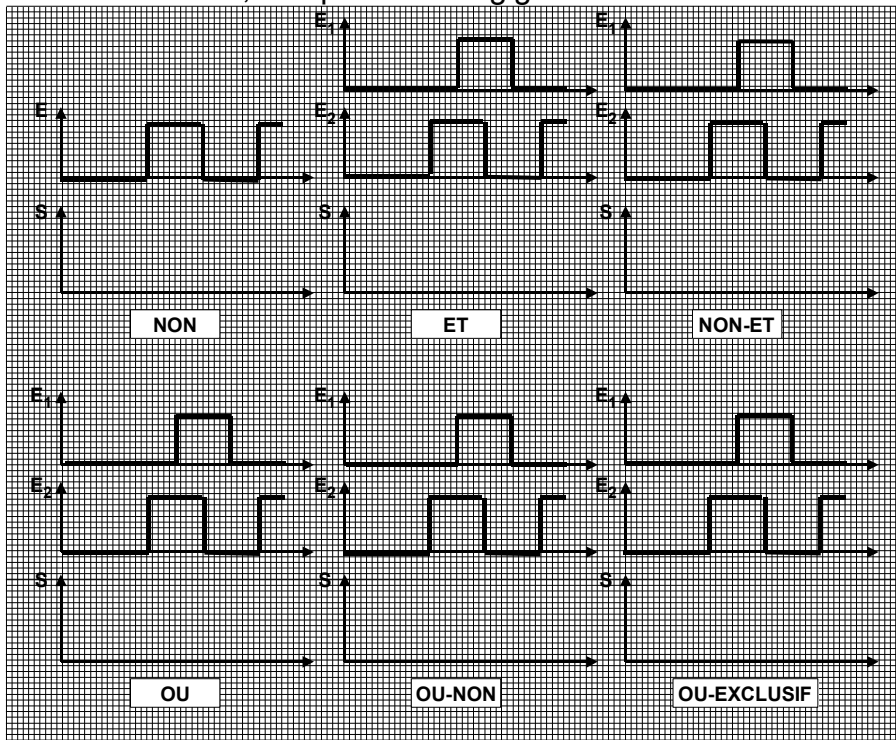 E1 E1
E E2 E2
S S S
NON ET NON-ET
E1 E1 E1
E2 E2 E2
S S S
OU OU-NON OU-EXCLUSIF